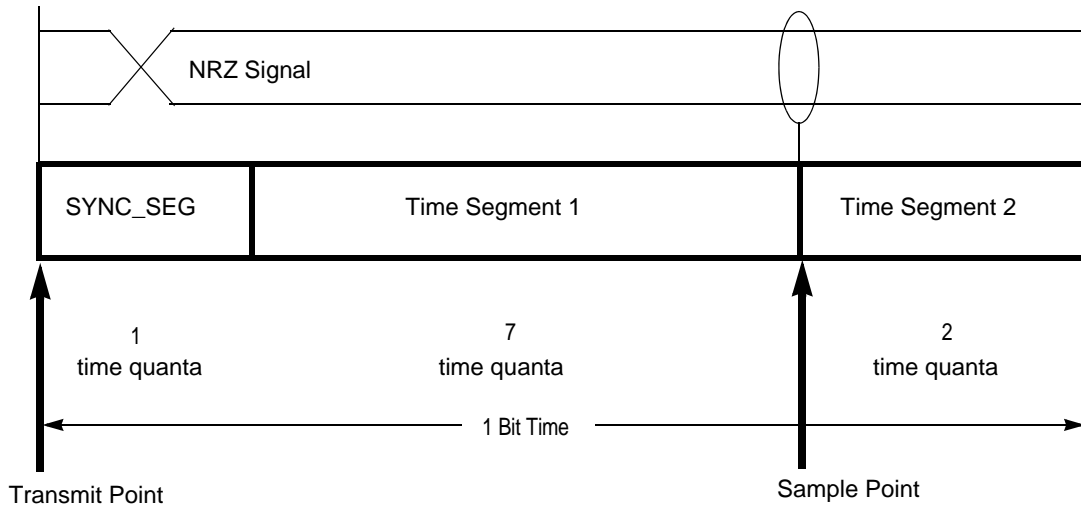 NRZ Signal
SYNC_SEG
Time Segment 1
Time Segment 2
1
time quanta
7
time quanta
2
time quanta
1 Bit Time
Transmit Point
Sample Point